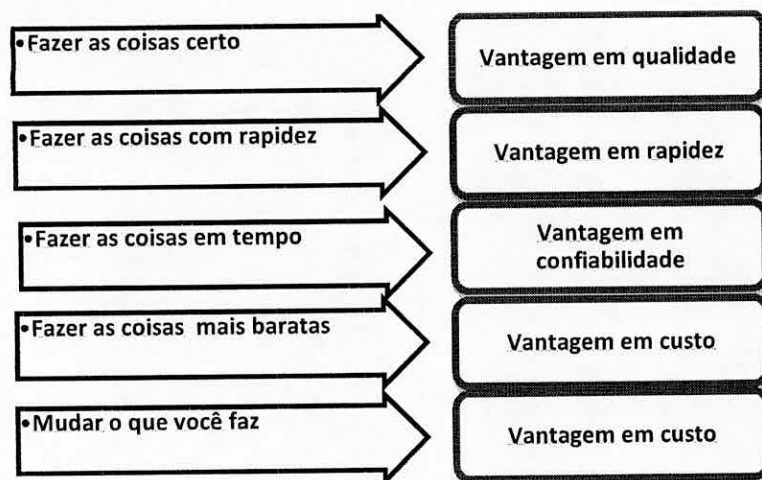 •Fazer as coisas certo
Vantagem em qualidade
•Fazer as coisas com rapidez
Vantagem em rapidez
•Fazer as coisas em tempo
Vantagem em
confiabilidade
•Fazer as coisas mais baratas
Vantagem em custo
•Mudar o que você faz
Vantagem em custo